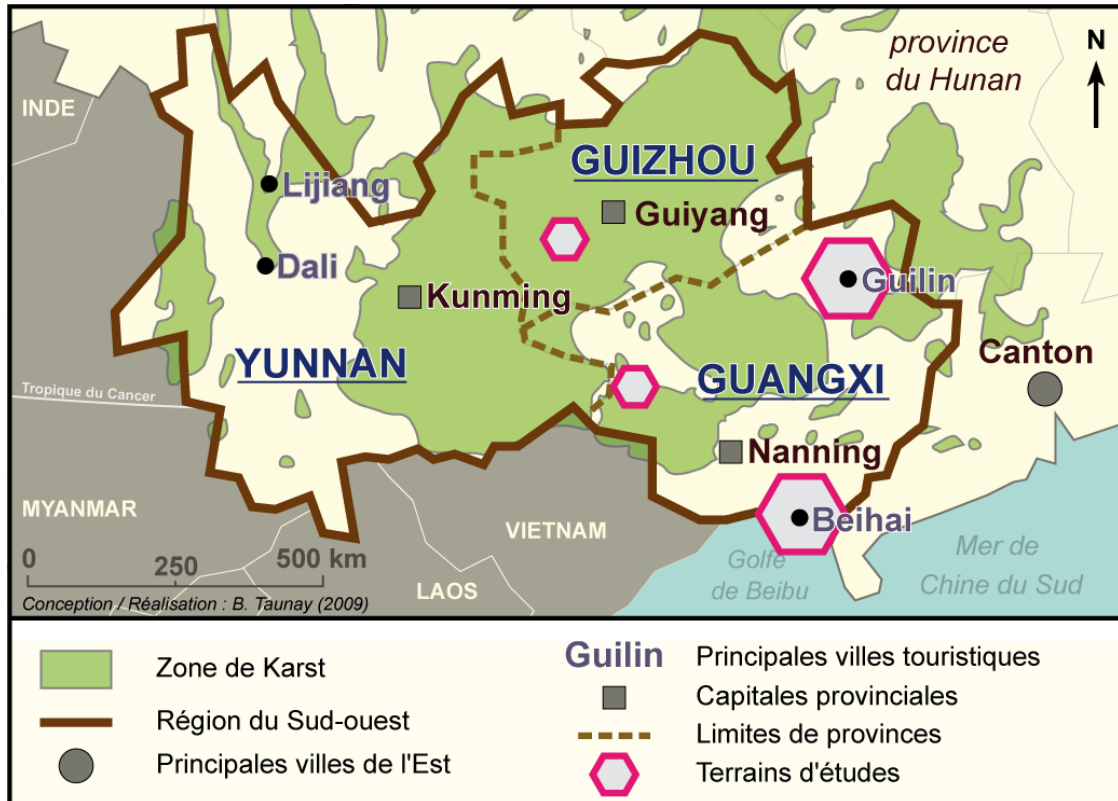 province
du Hunan
N
INDE
GUIZHOU
Lijiang
Guiyang
Dali
Guilin
Kunming
Canton
YUNNAN
GUANGXI
Tropique du Cancer
Nanning
MYANMAR
Beihai
VIETNAM
0
250
500 km
Golfe
de Beibu
Mer de
Chine du Sud
LAOS
Conception / Réalisation : B. Taunay (2009)
Zone de Karst
Région du Sud-ouest
Principales villes de l'Est
Guilin
Principales villes touristiques
Capitales provinciales
Limites de provinces
Terrains d'études